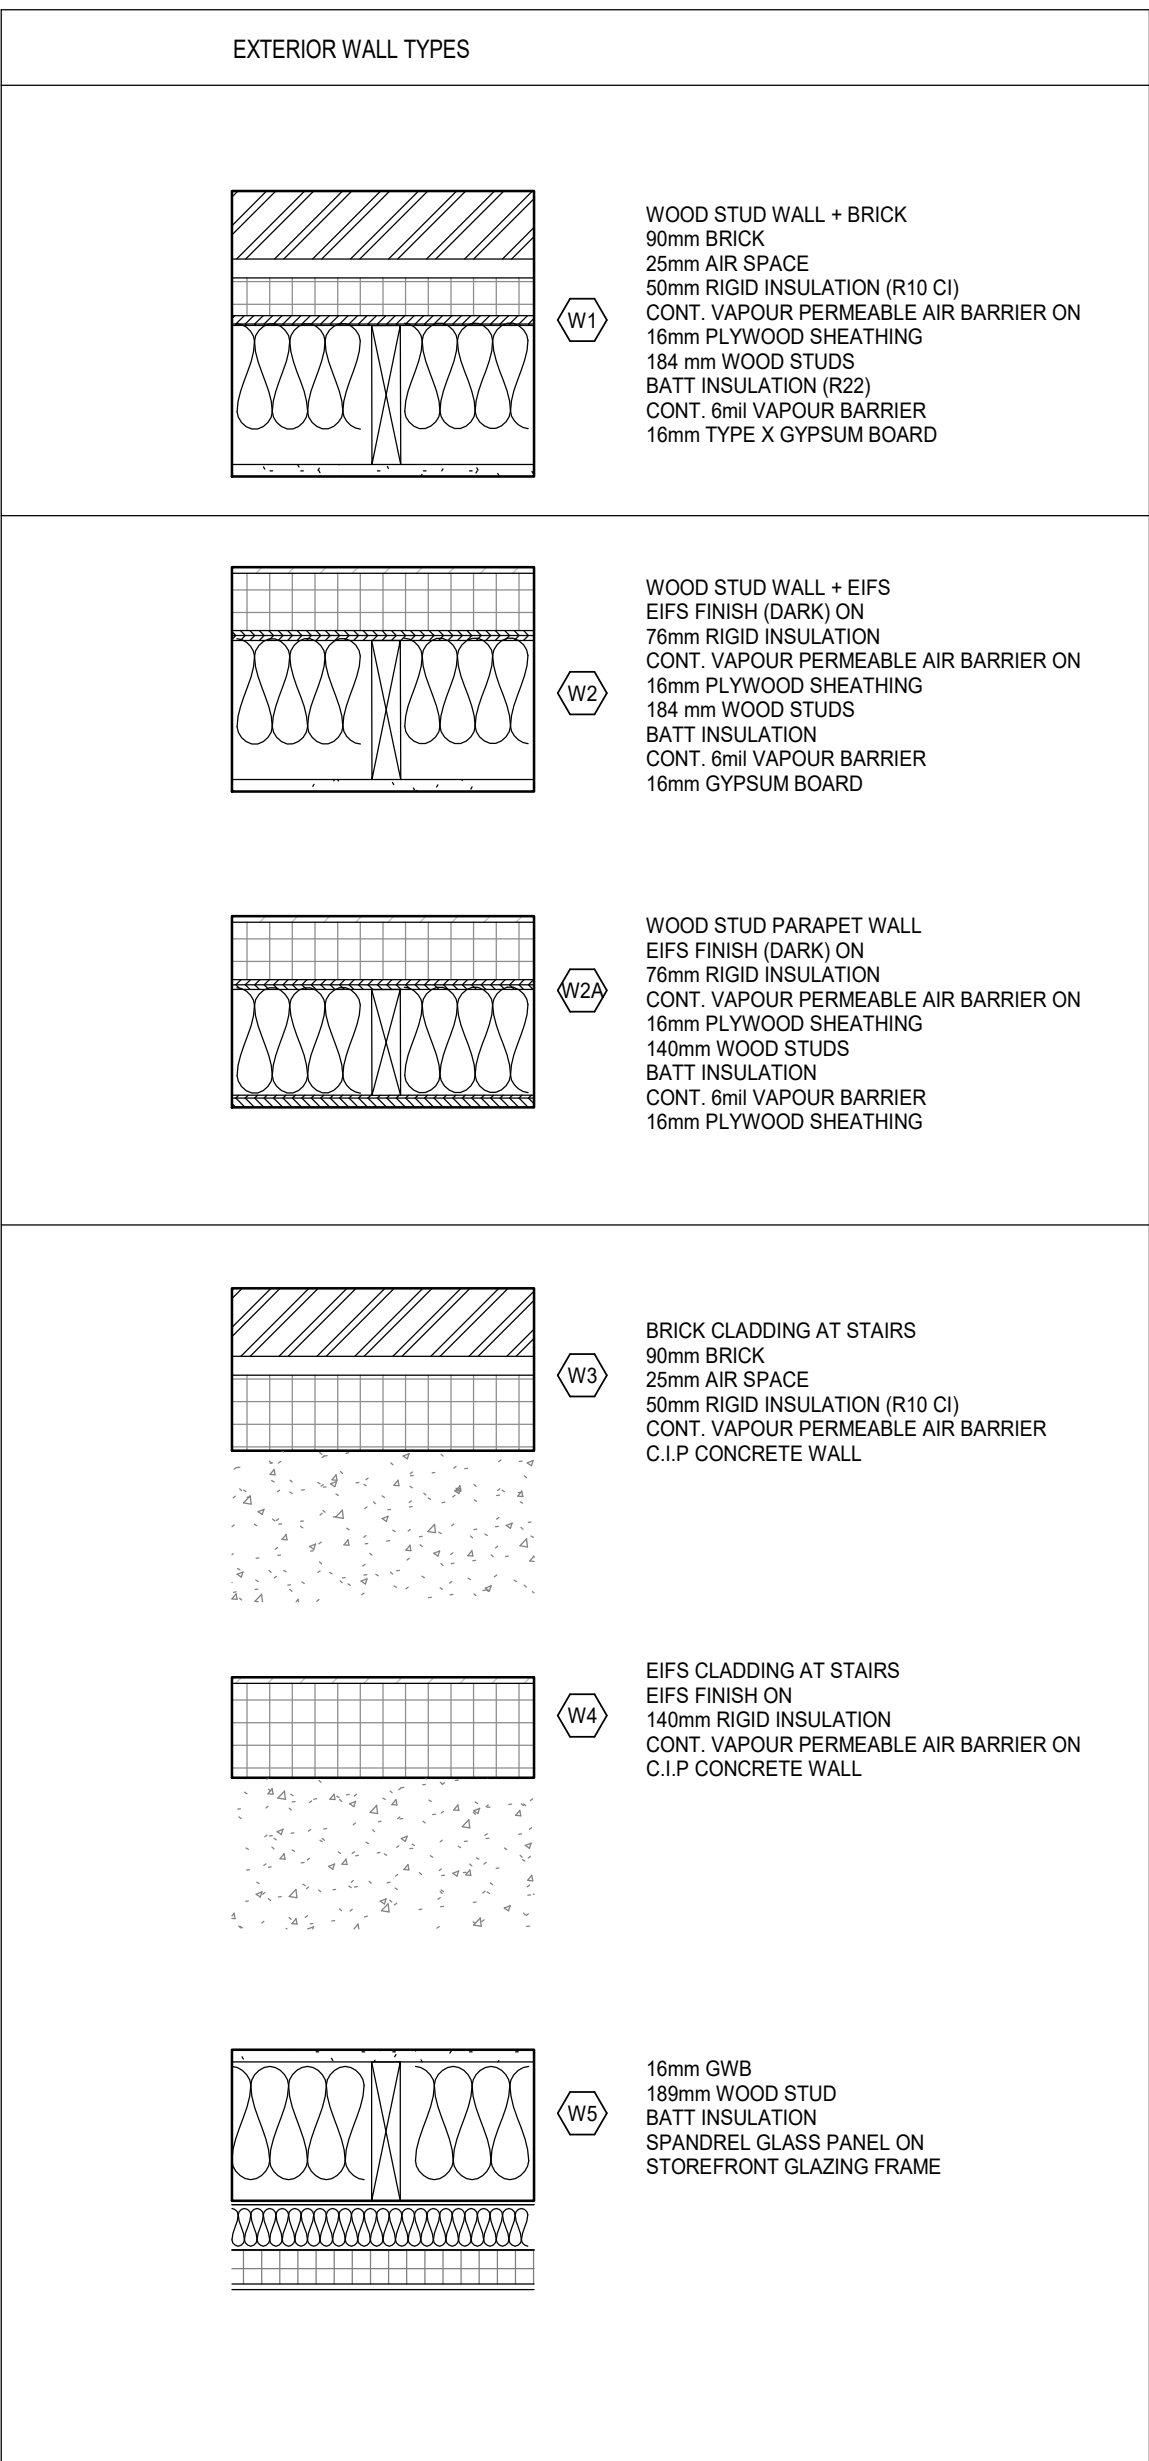 EXTERIOR WALL TYPES
W1
WOOD STUD WALL + BRICK
90mm BRICK
25mm AIR SPACE
50mm RIGID INSULATION (R10 CI)
CONT. VAPOUR PERMEABLE AIR BARRIER ON
16mm PLYWOOD SHEATHING
184 mm WOOD STUDS
BATT INSULATION (R22)
CONT. 6mil VAPOUR BARRIER
16mm TYPE X GYPSUM BOARD
W2
WOOD STUD WALL + EIFS
EIFS FINISH (DARK) ON
76mm RIGID INSULATION
CONT. VAPOUR PERMEABLE AIR BARRIER ON
16mm PLYWOOD SHEATHING
184 mm WOOD STUDS
BATT INSULATION
CONT. 6mil VAPOUR BARRIER
16mm GYPSUM BOARD
W2A
WOOD STUD PARAPET WALL
EIFS FINISH (DARK) ON
76mm RIGID INSULATION
CONT. VAPOUR PERMEABLE AIR BARRIER ON
16mm PLYWOOD SHEATHING
140mm WOOD STUDS
BATT INSULATION
CONT. 6mil VAPOUR BARRIER
16mm PLYWOOD SHEATHING
W3
BRICK CLADDING AT STAIRS
90mm BRICK
25mm AIR SPACE
50mm RIGID INSULATION (R10 CI)
CONT. VAPOUR PERMEABLE AIR BARRIER
C.I.P CONCRETE WALL
W4
EIFS CLADDING AT STAIRS
EIFS FINISH ON
140mm RIGID INSULATION
CONT. VAPOUR PERMEABLE AIR BARRIER ON
C.I.P CONCRETE WALL
W5
16mm GWB
189mm WOOD STUD
BATT INSULATION
SPANDREL GLASS PANEL ON
STOREFRONT GLAZING FRAME